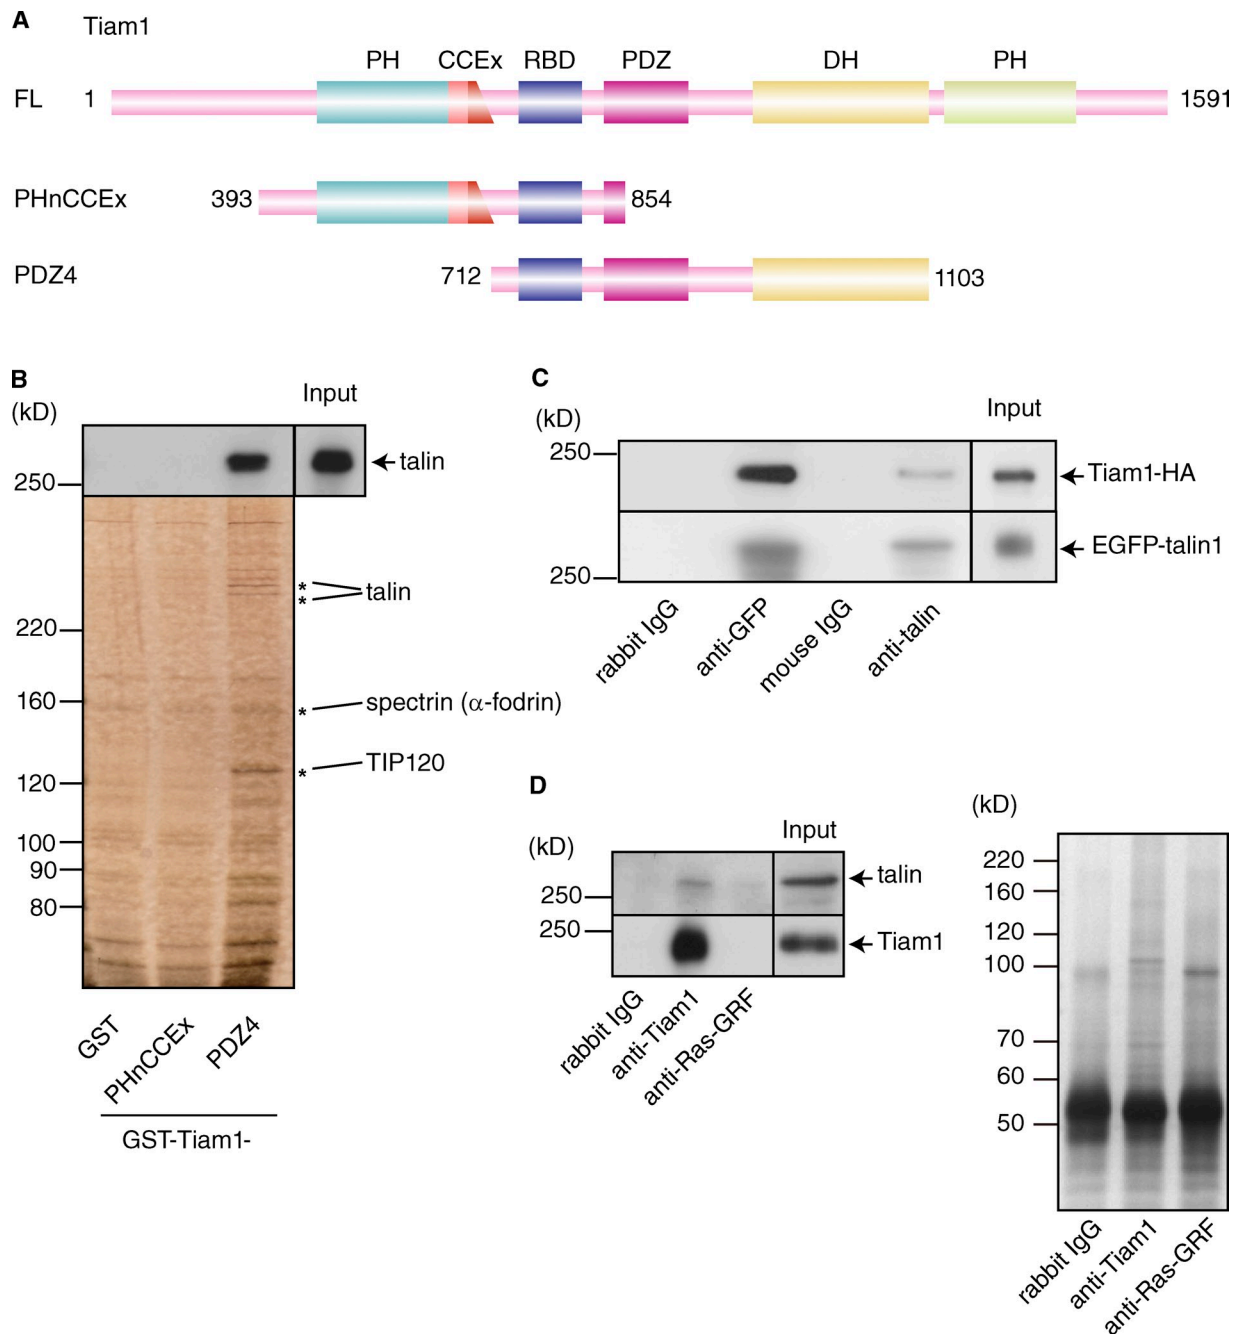 A
Tiam1
PH CCEx RBD PDZ DH PH
FL 1 1591
PHnCCEx 393 854
PDZ4 712 1103
B
(kD)
Input
250
talin
* talin
*
220
160
* spectrin (α-fodrin)
* TIP120
120
100
90
80
GST
PHnCCEx
PDZ4
GST-Tiam1-
C
(kD)
Input
250
Tiam1-HA
EGFP-talin1
250
rabbit IgG
anti-GFP
mouse IgG
anti-talin
D
(kD)
Input
250
talin
250
Tiam1
rabbit IgG
anti-Tiam1
anti-Ras-GRF
(kD)
220
160
120
100
70
60
50
rabbit IgG
anti-Tiam1
anti-Ras-GRF